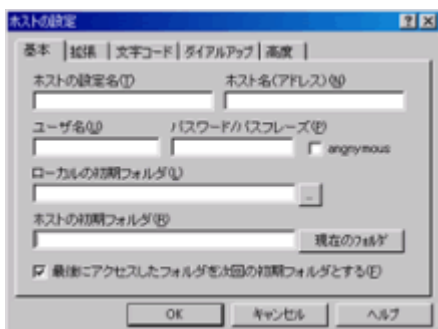 ホストの設定
基本 拡張 文字コード ダイアルアップ 高度
ホストの設定名(T) ホスト名(アドレス)(N)
ユーザ名(U) パスワード/パスフレーズ(P)
anonymous
ローカルの初期フォルダ(L)
...
ホストの初期フォルダ(R)
現在のフォルダ
最後にアクセスしたフォルダを次回の初期フォルダとする(F)
OK キャンセル ヘルプ